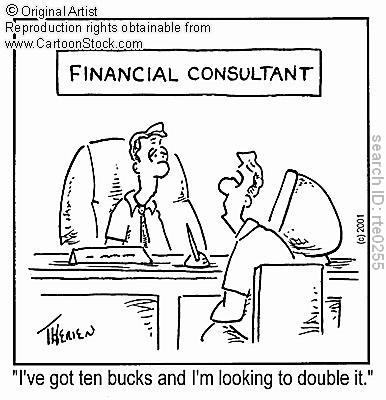 © Original Artist
Reproduction rights obtainable from
www.CartoonStock.com
FINANCIAL CONSULTANT
search ID: rte0255
(c) 2001
THERIEN
"I've got ten bucks and I'm looking to double it."